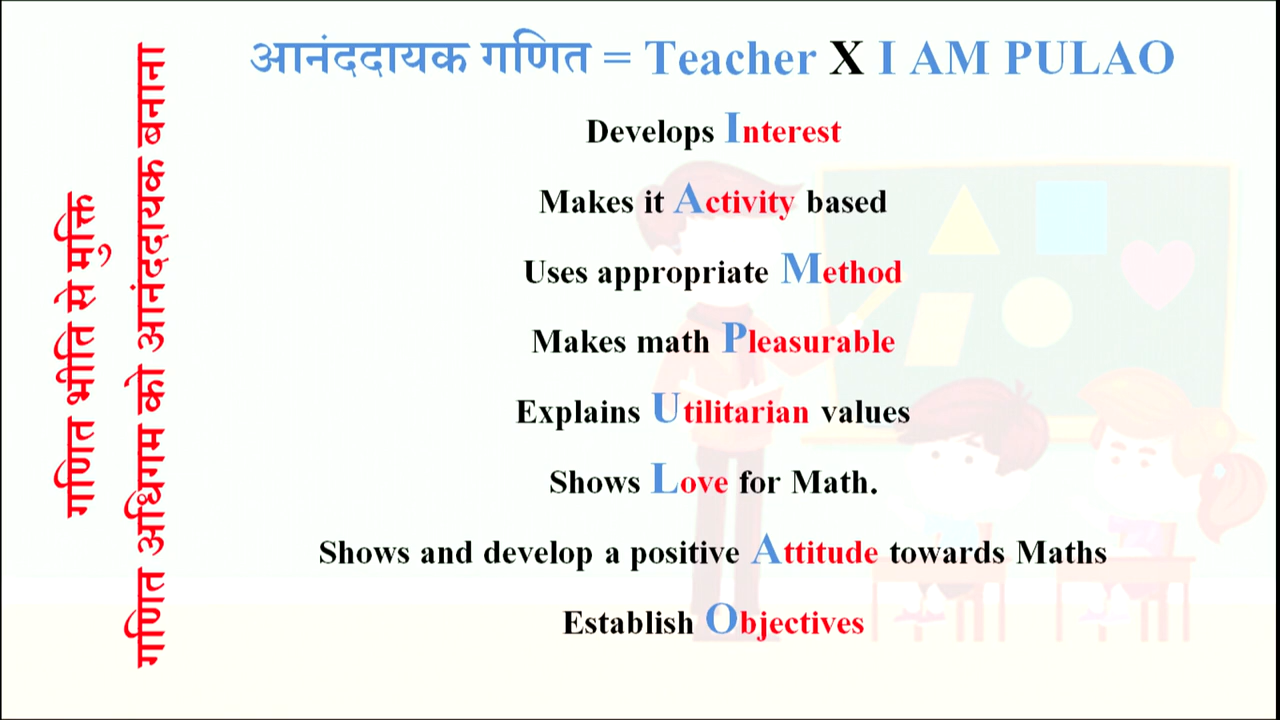 गणित भीति से मुक्ति
गणित अधिगम को आनंददायक बनाना
आनंददायक गणित = Teacher X I AM PULAO
Develops Interest
Makes it Activity based
Uses appropriate Method
Makes math Pleasurable
Explains Utilitarian values
Shows Love for Math.
Shows and develop a positive Attitude towards Maths
Establish Objectives